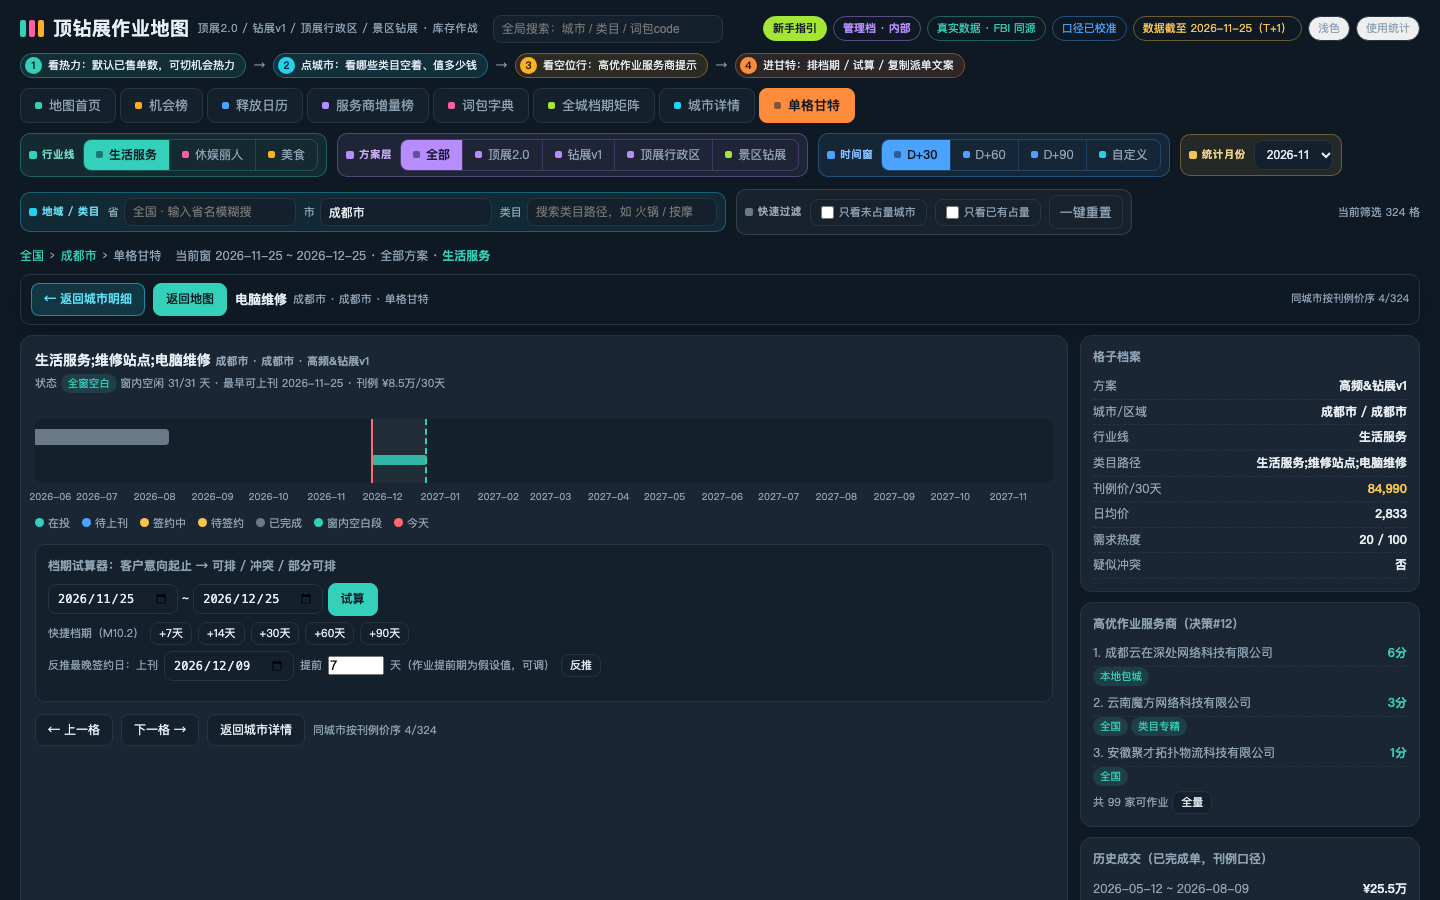 顶钻展作业地图 顶展2.0 / 钻展v1 / 顶展行政区 / 景区钻展 · 库存作战 全局搜索：城市 / 类目 / 词包code 新手指引 管理档 · 内部 真实数据 · FBI 同源 口径已校准 数据截至 2026-11-25（T+1） 浅色 使用统计
1 看热力：默认已售单数，可切机会热力 → 2 点城市：看哪些类目空着、值多少钱 → 3 看空位行：高优作业服务商提示 → 4 进甘特：排档期 / 试算 / 复制派单文案
地图首页 机会榜 释放日历 服务商增量榜 词包字典 全城档期矩阵 城市详情 单格甘特
行业线 生活服务 休娱丽人 美食 方案层 全部 顶展2.0 钻展v1 顶展行政区 景区钻展 时间窗 D+30 D+60 D+90 自定义 统计月份 2026-11
地域 / 类目 省 全国 · 输入省名模糊搜 市 成都市 类目 搜索类目路径，如 火锅 / 按摩 快速过滤 只看未占量城市 只看已有占量 一键重置 当前筛选 324 格
全国 › 成都市 › 单格甘特 当前窗 2026-11-25 ~ 2026-12-25 · 全部方案 · 生活服务
← 返回城市明细 返回地图 电脑维修 成都市 · 成都市 · 单格甘特 同城市按刊例价序 4/324
生活服务;维修站点;电脑维修 成都市 · 成都市 · 高频&钻展v1
状态 全窗空白 窗内空闲 31/31 天 · 最早可上刊 2026-11-25 · 刊例 ¥8.5万/30天
2026-06 2026-07 2026-08 2026-09 2026-10 2026-11 2026-12 2027-01 2027-02 2027-03 2027-04 2027-05 2027-06 2027-07 2027-08 2027-09 2027-10 2027-11
在投 待上刊 签约中 待签约 已完成 窗内空白段 今天
档期试算器：客户意向起止 → 可排 / 冲突 / 部分可排
2026/11/25 ~ 2026/12/25 试算
快捷档期（M10.2） +7天 +14天 +30天 +60天 +90天
反推最晚签约日：上刊 2026/12/09 提前 7 天（作业提前期为假设值，可调） 反推
← 上一格 下一格 → 返回城市详情 同城市按刊例价序 4/324
格子档案
方案 高频&钻展v1
城市/区域 成都市 / 成都市
行业线 生活服务
类目路径 生活服务;维修站点;电脑维修
刊例价/30天 84,990
日均价 2,833
需求热度 20 / 100
疑似冲突 否
高优作业服务商（决策#12）
1. 成都云在深处网络科技有限公司 6分
本地包城
2. 云南魔方网络科技有限公司 3分
全国 类目专精
3. 安徽聚才拓扑物流科技有限公司 1分
全国
共 99 家可作业 全量
历史成交（已完成单，刊例口径）
2026-05-12 ~ 2026-08-09 ¥25.5万